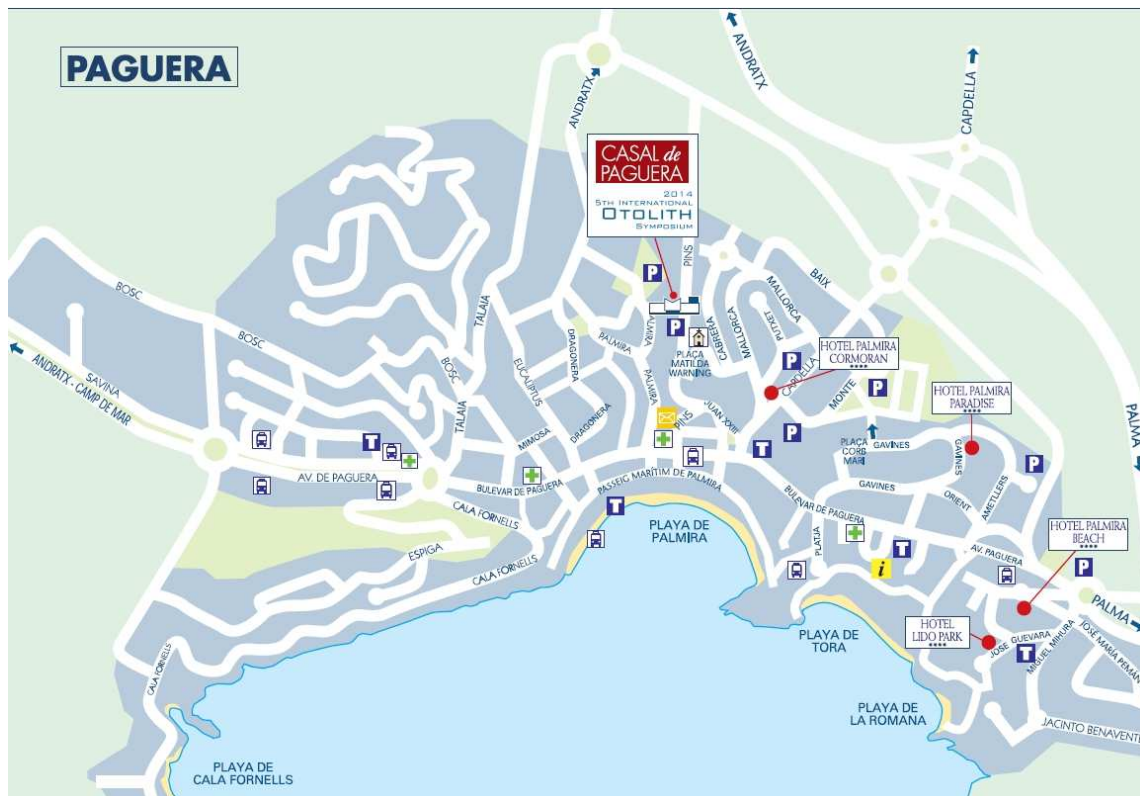 PAGUERA
ANDRATX
ANDRATX
CAPDELLA
CASAL de
PAGUERA
2014
5TH INTERNATIONAL
OTOLITH
SYMPOSIUM
PINS
BAIX
BOSC
TALAIA
MALLORCA
PUTXET
P
ANDRATX - CAMP DE MAR
SAVINA
BOSC
BOSC
EUCALIPTUS
DRAGONERA
PALMIRA
PALMIRA
P
CABRERA
MALLORCA
PLAÇA
MATILDA
WARNING
P
CAPDELLA
HOTEL PALMIRA
CORMORAN
****
MONTE
P
HOTEL PALMIRA
PARADISE
****
PALMA
TALAIA
MIMOSA
DRAGONERA
PALMIRA
PINS
JUAN XXIII
T
P
PLAÇA
CORB
MARI
GAVINES
GAVINES
P
T
AV. DE PAGUERA
BULEVAR DE PAGUERA
PASSEIG MARÍTIM DE PALMIRA
GAVINES
ORIENT
AMETLLERS
CALA FORNELLS
T
PLAYA DE
PALMIRA
BULEVAR DE PAGUERA
PLATJA
T
i
AV. PAGUERA
HOTEL PALMIRA
BEACH
****
P
ESPIGA
CALA FORNELLS
PALMA
PLAYA DE
TORA
HOTEL
LIDO PARK
****
JOSE GUEVARA
T
MIGUEL MIHURA
JOSÉ MARÍA PEMÁN
CALA FORNELLS
PLAYA DE
LA ROMANA
JACINTO BENAVENTE
PLAYA DE
CALA FORNELLS